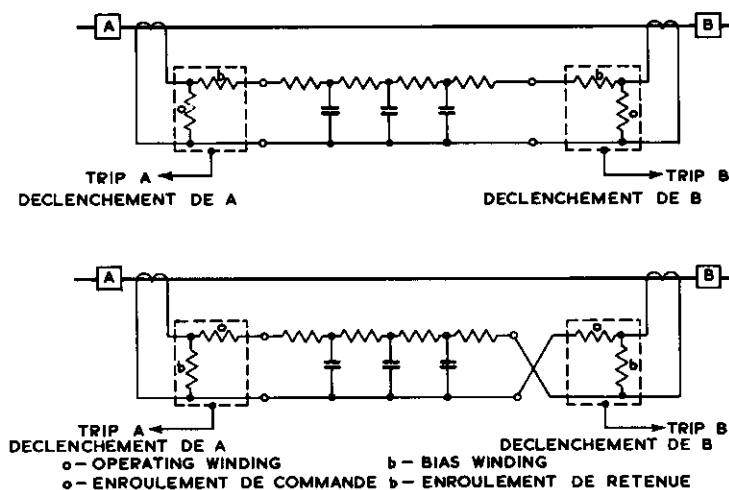 A B
b b
o o
TRIP A TRIP B
DECLENCHEMENT DE A DECLENCHEMENT DE B
A B
o o
b b
TRIP A TRIP B
DECLENCHEMENT DE A DECLENCHEMENT DE B
o - OPERATING WINDING b - BIAS WINDING
o - ENROULEMENT DE COMMANDE b - ENROULEMENT DE RETENUE